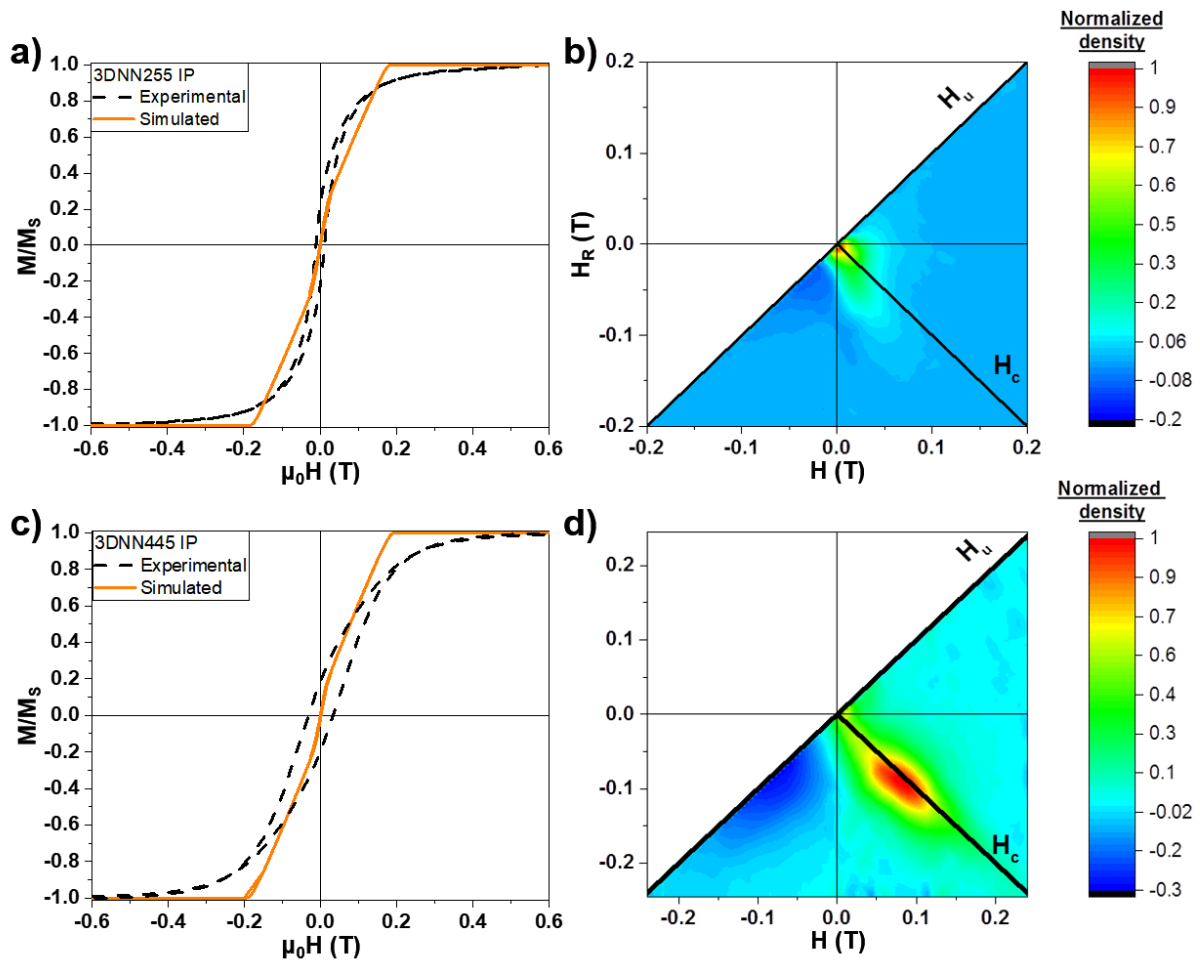 a)
3DNN255 IP
Experimental
Simulated
1.0
0.8
0.6
0.4
0.2
0.0
-0.2
-0.4
-0.6
-0.8
-1.0
M/MS
-0.6 -0.4 -0.2 0.0 0.2 0.4 0.6
μ0H (T)
b)
Hu
Hc
0.2
0.1
0.0
-0.1
-0.2
HR (T)
-0.2 -0.1 0.0 0.1 0.2
H (T)
Normalized
density
1
0.9
0.7
0.6
0.4
0.3
0.2
0.06
-0.08
-0.2
c)
3DNN445 IP
Experimental
Simulated
1.0
0.8
0.6
0.4
0.2
0.0
-0.2
-0.4
-0.6
-0.8
-1.0
M/MS
-0.6 -0.4 -0.2 0.0 0.2 0.4 0.6
μ0H (T)
d)
Hu
Hc
0.2
0.1
0.0
-0.1
-0.2
-0.2 -0.1 0.0 0.1 0.2
H (T)
Normalized
density
1
0.9
0.7
0.6
0.5
0.4
0.2
0.1
-0.02
-0.2
-0.3